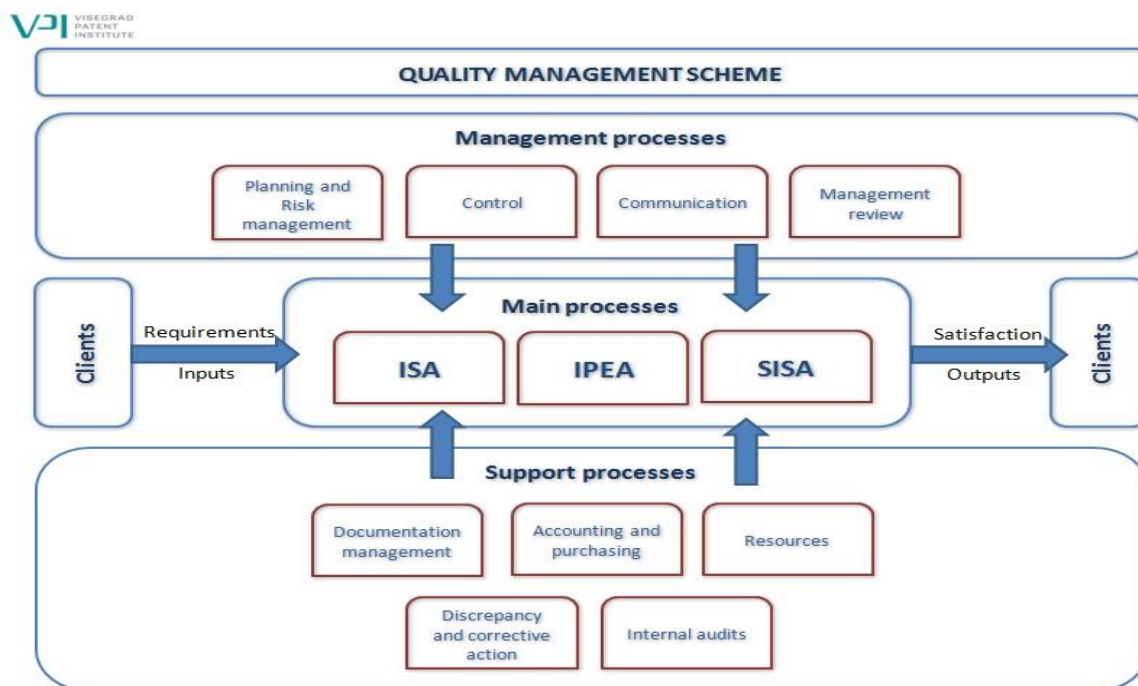 VPI
VISEGRAD
PATENT
INSTITUTE
QUALITY MANAGEMENT SCHEME
Management processes
Planning and
Risk
management
Control
Communication
Management
review
Clients
Requirements
Inputs
Main processes
ISA
IPEA
SISA
Satisfaction
Outputs
Clients
Support processes
Documentation
management
Accounting and
purchasing
Resources
Discrepancy
and corrective
action
Internal audits